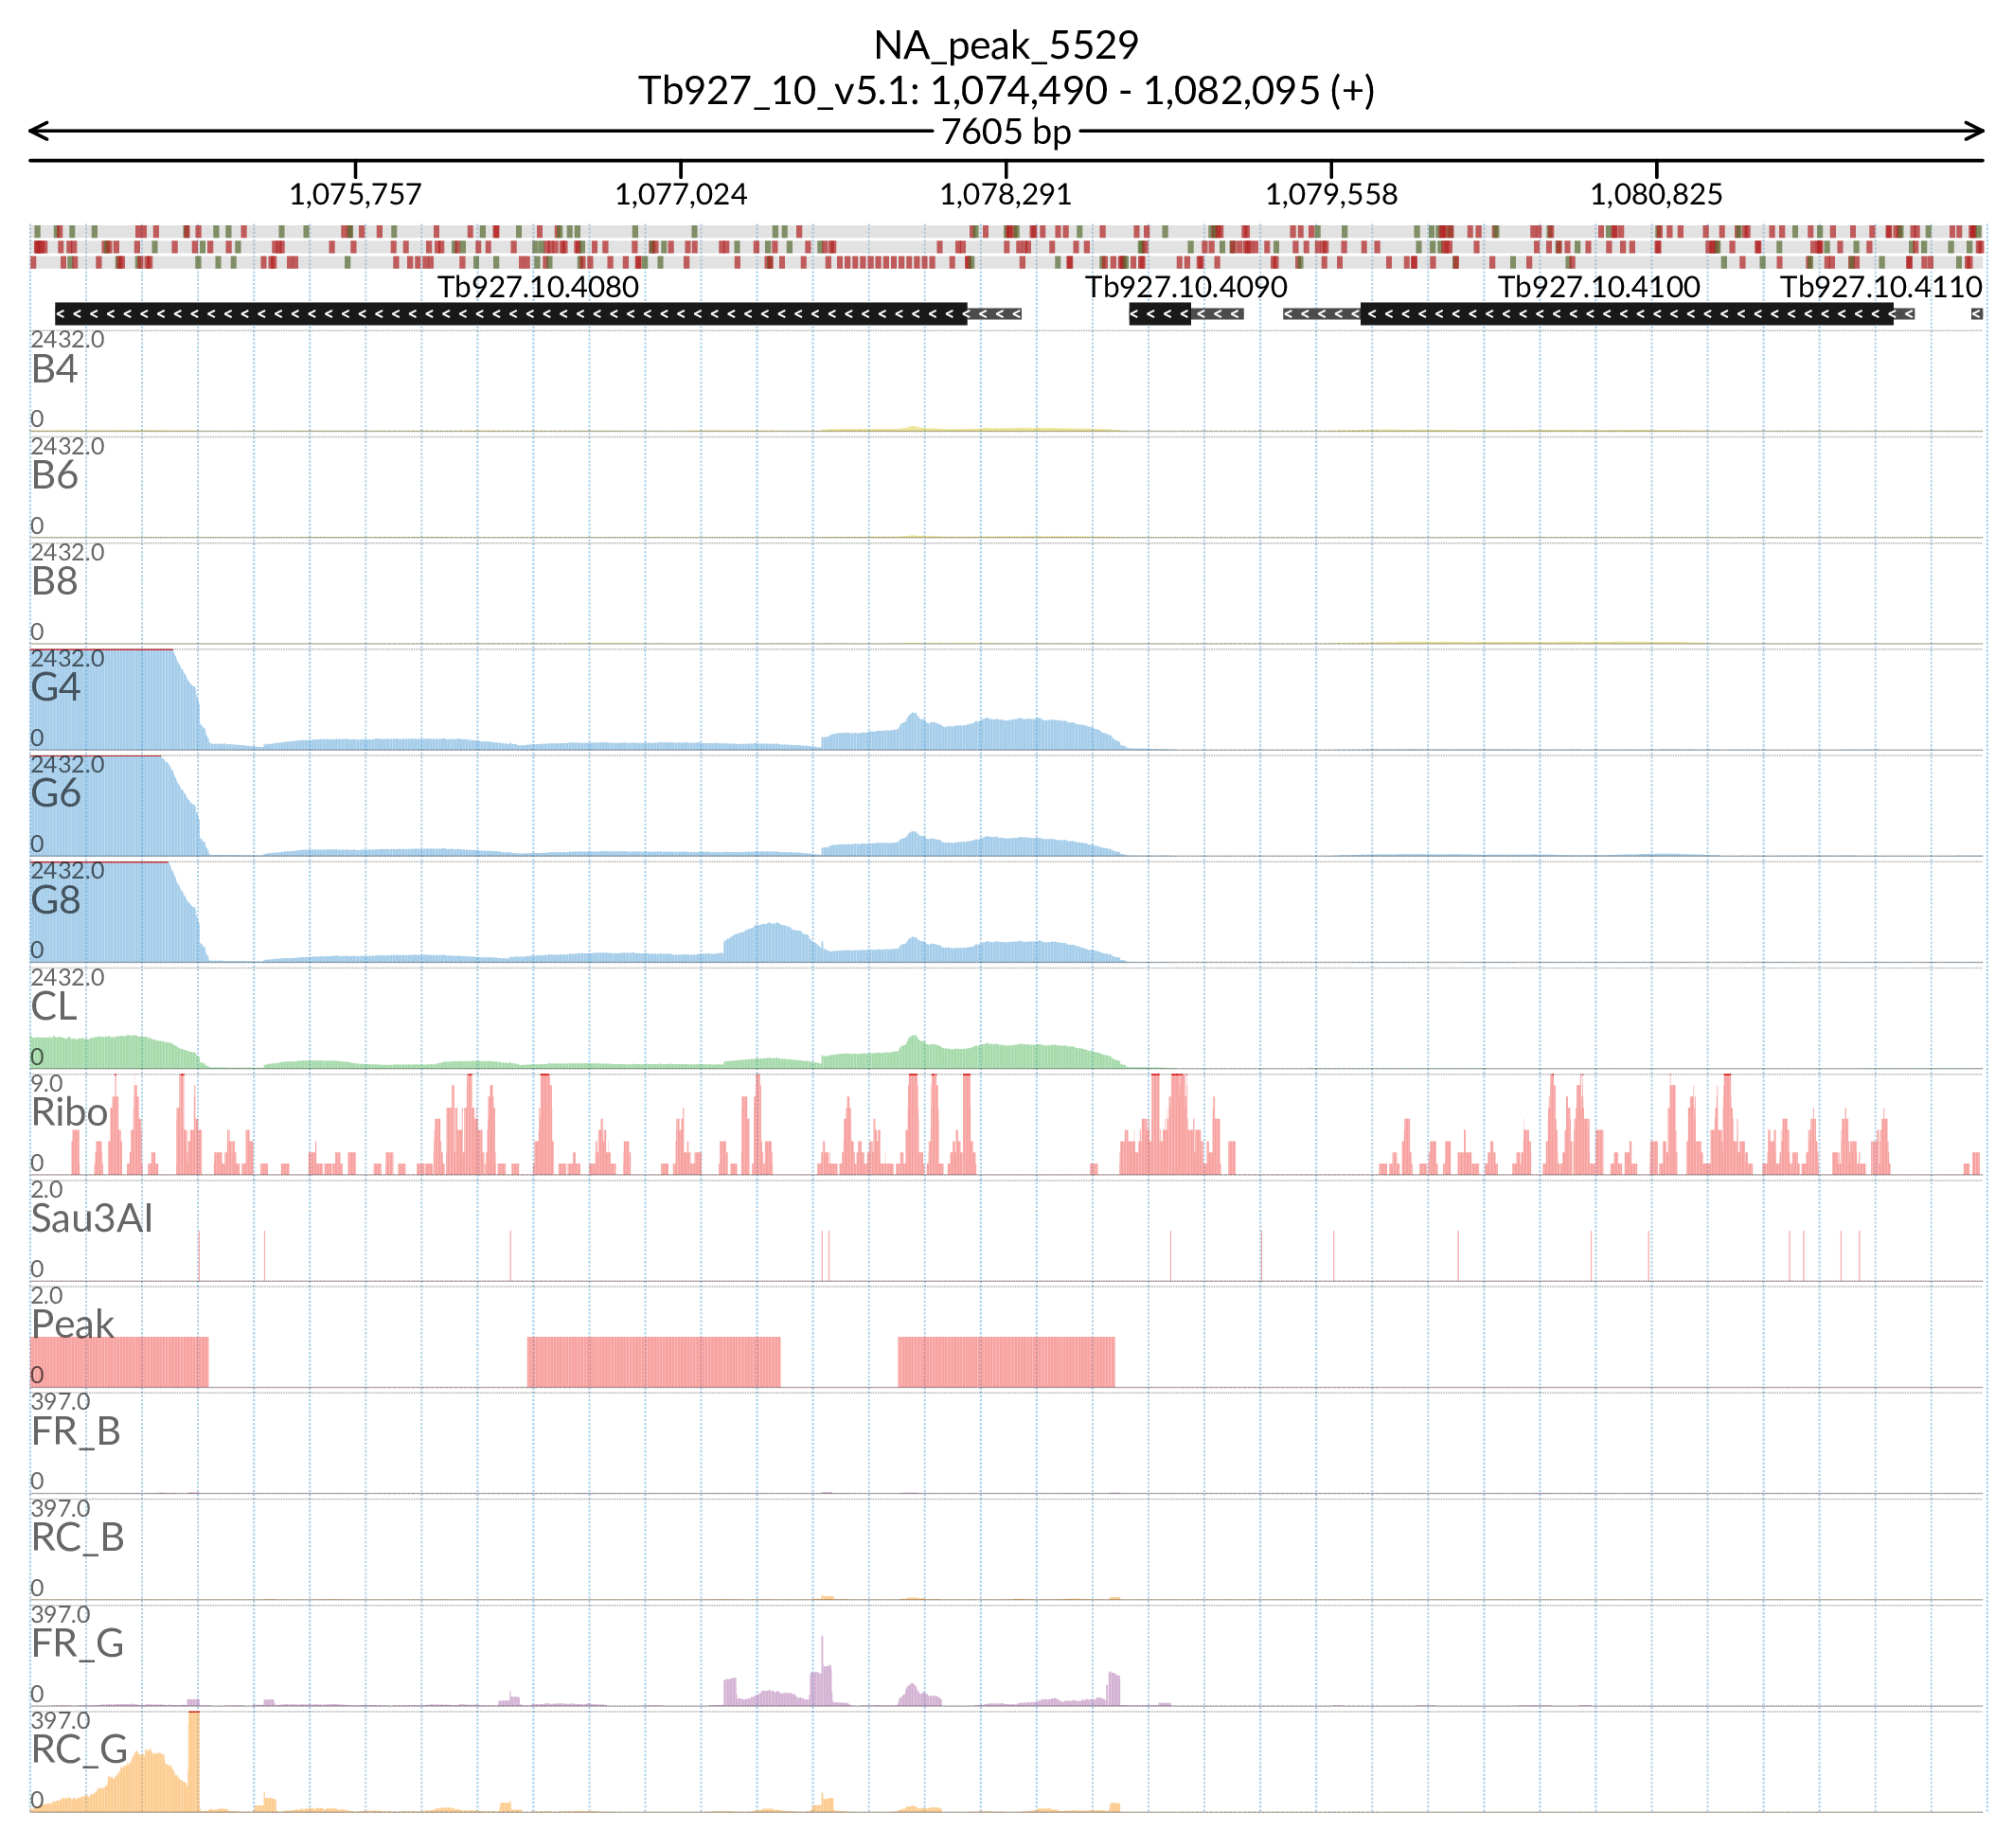 NA_peak_5529
Tb927_10_v5.1: 1,074,490 - 1,082,095 (+)
7605 bp
1,075,757 1,077,024 1,078,291 1,079,558 1,080,825
Tb927.10.4080 Tb927.10.4090 Tb927.10.4100 Tb927.10.4110
2432.0
B4
0
2432.0
B6
0
2432.0
B8
0
2432.0
G4
0
2432.0
G6
0
2432.0
G8
0
2432.0
CL
0
9.0
Ribo
0
2.0
Sau3AI
0
2.0
Peak
0
397.0
FR_B
0
397.0
RC_B
0
397.0
FR_G
0
397.0
RC_G
0